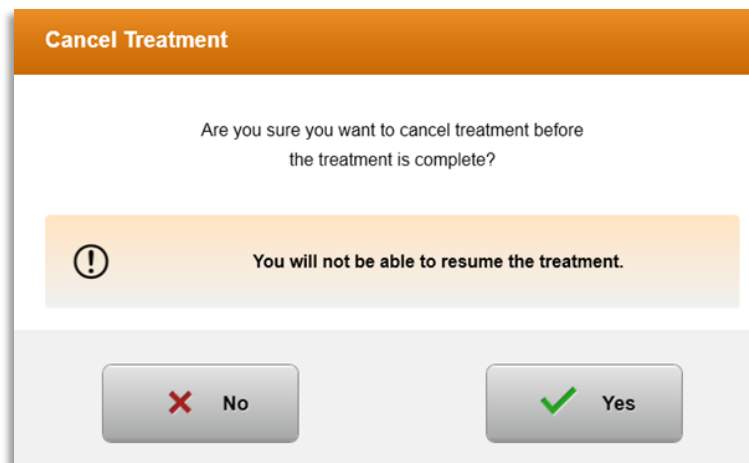 Cancel Treatment
Are you sure you want to cancel treatment before
the treatment is complete?
You will not be able to resume the treatment.
No
Yes